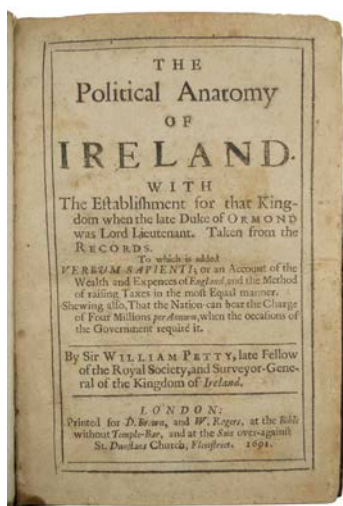 THE
Political Anatomy
OF
IRELAND.
WITH
The Eſtabliſhment for that King-
dom when the late Duke of ORMOND
was Lord Lieutenant. Taken from the
RECORDS.
To which is added
VERBUM SAPIENTI; or an Account of the
Wealth and Expences of England, and the Method
of raiſing Taxes in the moſt Equal manner.
Shewing alſo, That the Nation can bear the Charge
of Four Millions per Annum, when the occaſions of
the Government require it.
By Sir WILLIAM PETTY, late Fellow
of the Royal Society, and Surveyor-Gene-
ral of the Kingdom of Ireland.
LONDON:
Printed for D. Brown, and W. Rogers, at the Bible
without Temple-Bar, and at the Sun over-againſt
St. Dunſtans Church, Fleetſtreet. 1691.